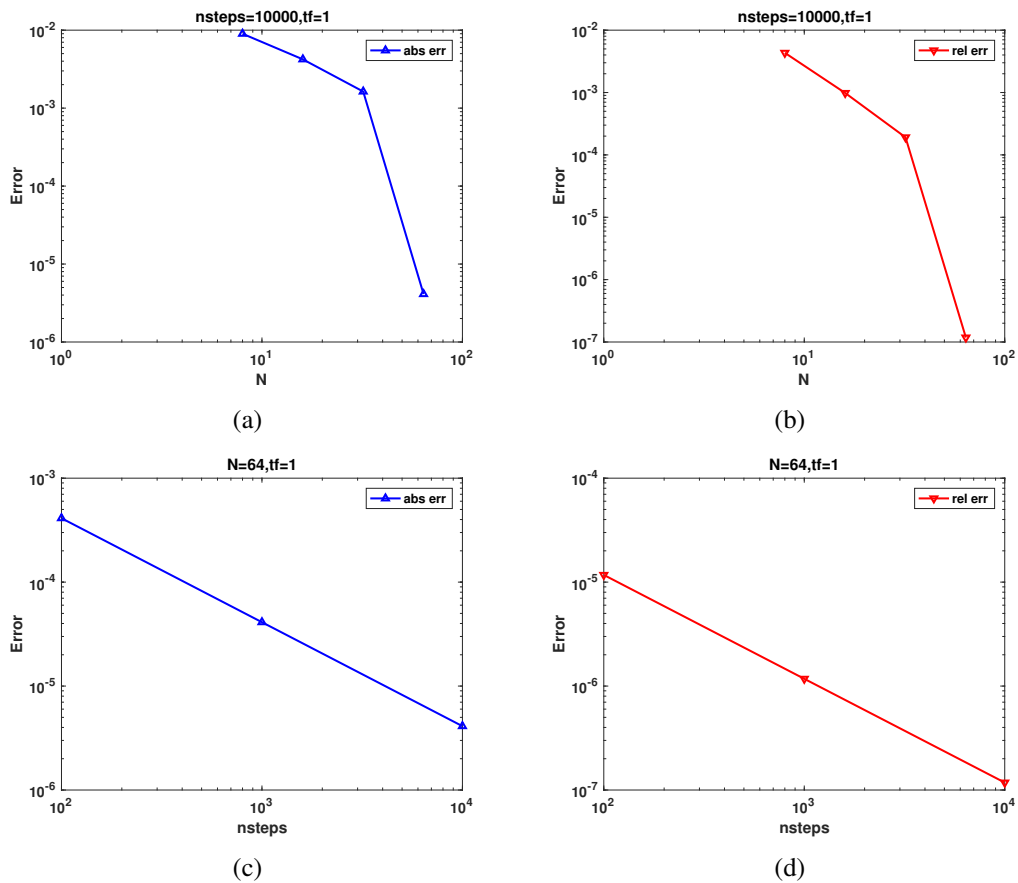 nsteps=10000,tf=1
abs err
Error
10^-2
10^-3
10^-4
10^-5
10^-6
10^0
10^1
10^2
N
(a)
nsteps=10000,tf=1
rel err
Error
10^-2
10^-3
10^-4
10^-5
10^-6
10^-7
10^0
10^1
10^2
N
(b)
N=64,tf=1
abs err
Error
10^-3
10^-4
10^-5
10^-6
10^2
10^3
10^4
nsteps
(c)
N=64,tf=1
rel err
Error
10^-4
10^-5
10^-6
10^-7
10^2
10^3
10^4
nsteps
(d)